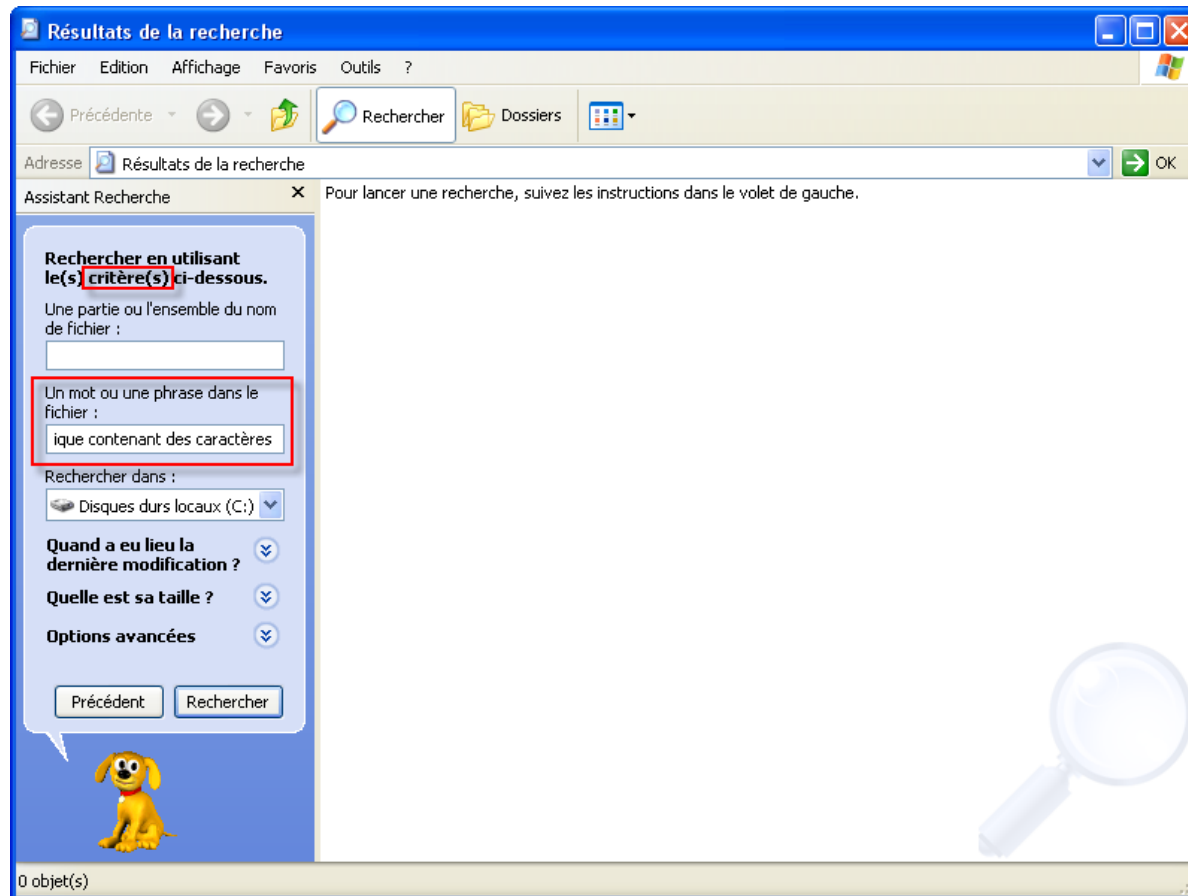 Résultats de la recherche
Fichier Edition Affichage Favoris Outils ?
Précédente Rechercher Dossiers
Adresse Résultats de la recherche OK
Assistant Recherche
Pour lancer une recherche, suivez les instructions dans le volet de gauche.
Rechercher en utilisant
le(s) critère(s) ci-dessous.
Une partie ou l'ensemble du nom
de fichier :
Un mot ou une phrase dans le
fichier :
ique contenant des caractères
Rechercher dans :
Disques durs locaux (C:)
Quand a eu lieu la
dernière modification ?
Quelle est sa taille ?
Options avancées
Précédent Rechercher
0 objet(s)